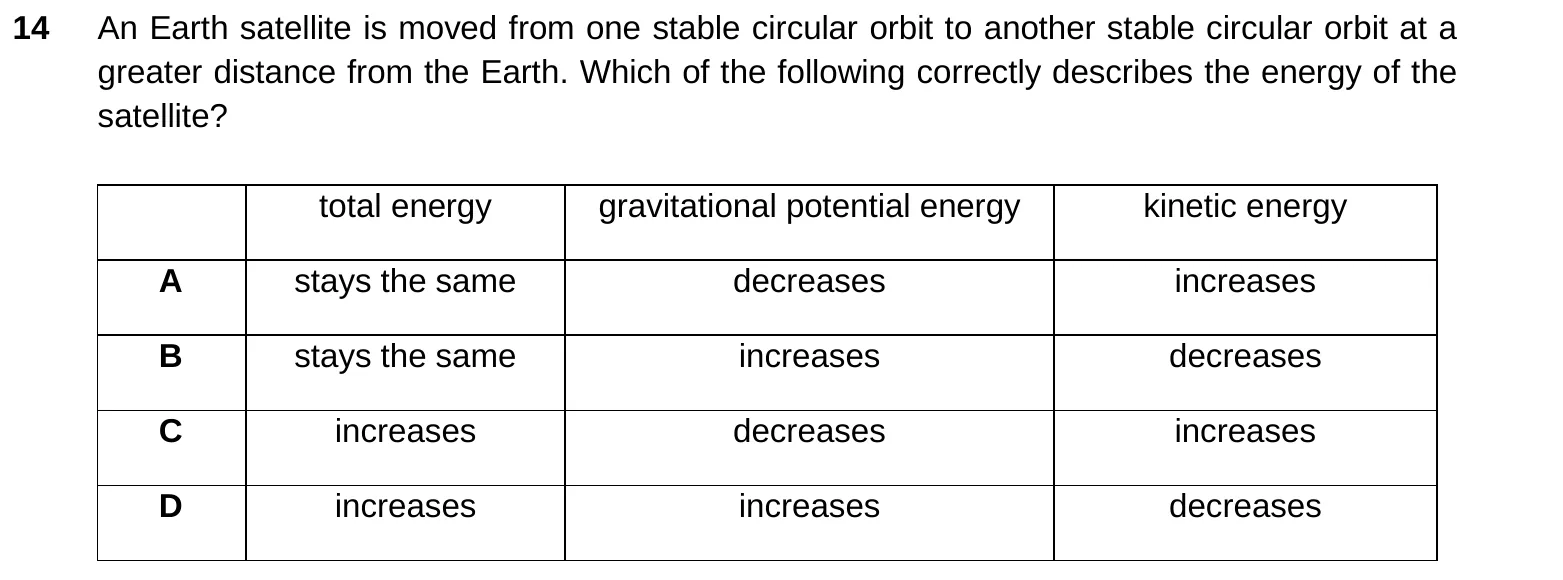 14 An Earth satellite is moved from one stable circular orbit to another stable circular orbit at a
greater distance from the Earth. Which of the following correctly describes the energy of the
satellite?
total energy gravitational potential energy kinetic energy
A stays the same decreases increases
B stays the same increases decreases
C increases decreases increases
D increases increases decreases